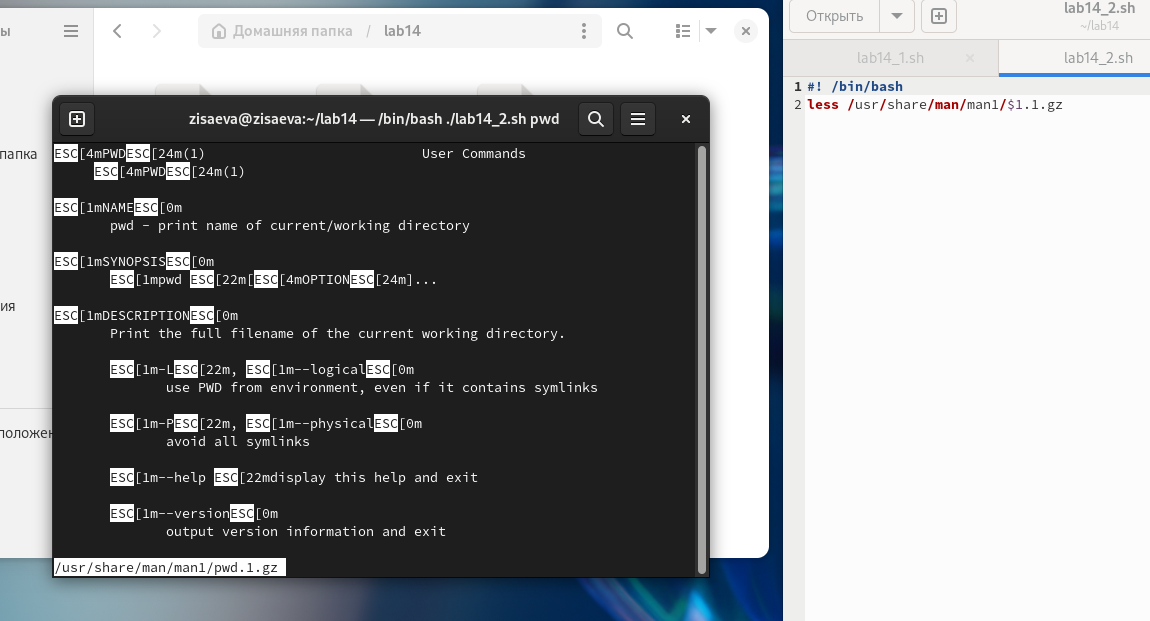 ы
Домашняя папка / lab14
Открыть
lab14_2.sh
~/lab14
lab14_1.sh
lab14_2.sh
1 #! /bin/bash
2 less /usr/share/man/man1/$1.1.gz
папка
ия
положен
zisaeva@zisaeva:~/lab14 — /bin/bash ./lab14_2.sh pwd
ESC[4mPWDESC[24m(1) User Commands
ESC[4mPWDESC[24m(1)
ESC[1mNAMEESC[0m
pwd - print name of current/working directory
ESC[1mSYNOPSISESC[0m
ESC[1mpwd ESC[22m[ESC[4mOPTIONESC[24m]...
ESC[1mDESCRIPTIONESC[0m
Print the full filename of the current working directory.
ESC[1m-LESC[22m, ESC[1m--logicalESC[0m
use PWD from environment, even if it contains symlinks
ESC[1m-PESC[22m, ESC[1m--physicalESC[0m
avoid all symlinks
ESC[1m--help ESC[22mdisplay this help and exit
ESC[1m--versionESC[0m
output version information and exit
/usr/share/man/man1/pwd.1.gz